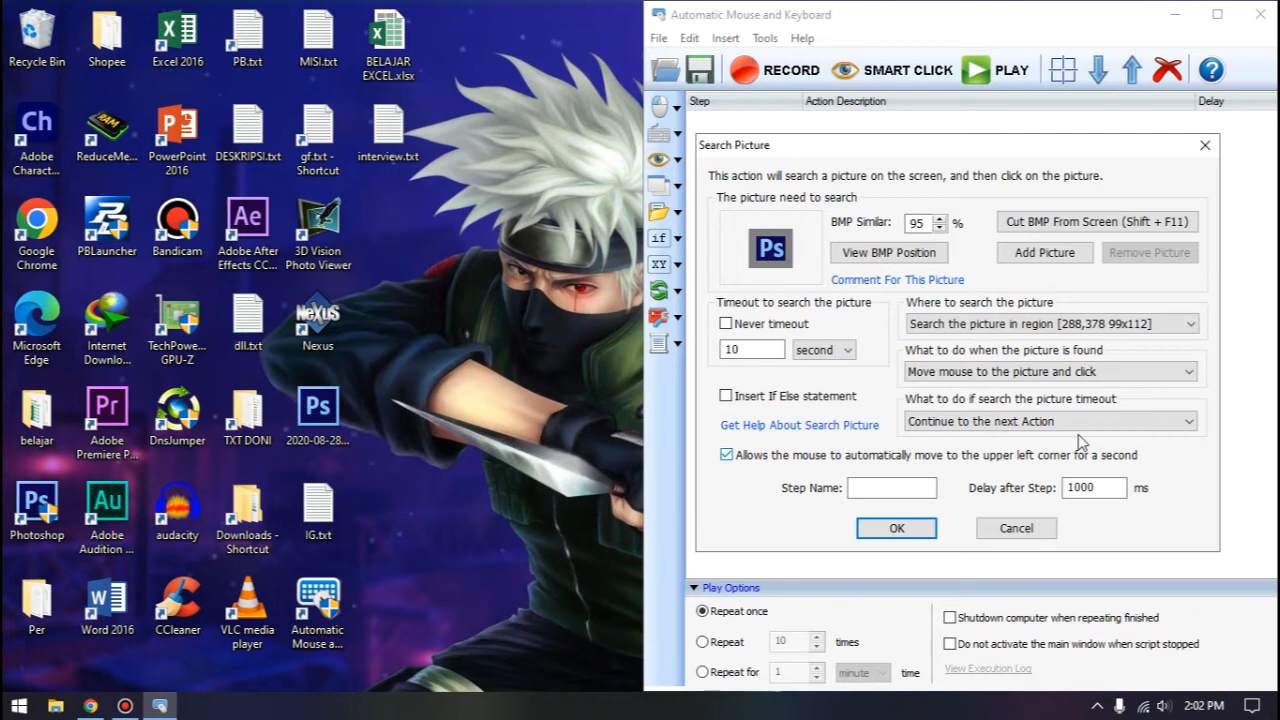 Recycle Bin
Shopee
Excel 2016
PB.txt
MISI.txt
BELAJAR
EXCEL.xlsx
Ch
Adobe
Charact...
RAM
ReduceMe...
PowerPoint
2016
DESKRIPSI.txt
gf.txt -
Shortcut
interview.txt
Google
Chrome
PBLauncher
Bandicam
Ae
Adobe After
Effects CC...
3D Vision
Photo Viewer
Microsoft
Edge
Internet
Downlo...
TechPowe...
GPU-Z
dll.txt
NEXUS
Nexus
belajar
Pr
Adobe
Premiere P...
DnsJumper
TXT DONI
Ps
2020-08-28...
Ps
Photoshop
Au
Adobe
Audition ...
audacity
Downloads -
Shortcut
IG.txt
Per
Word 2016
CCleaner
VLC media
player
Automatic
Mouse a...
Automatic Mouse and Keyboard
File Edit Insert Tools Help
RECORD SMART CLICK PLAY
Step Action Description Delay
if
XY
Search Picture
This action will search a picture on the screen, and then click on the picture.
The picture need to search
Ps
BMP Similar: 95 % Cut BMP From Screen (Shift + F11)
View BMP Position Add Picture Remove Picture
Comment For This Picture
Timeout to search the picture
Never timeout
10 second
Where to search the picture
Search the picture in region [288,378 99x112]
What to do when the picture is found
Move mouse to the picture and click
Insert If Else statement
Get Help About Search Picture
What to do if search the picture timeout
Continue to the next Action
Allows the mouse to automatically move to the upper left corner for a second
Step Name: Delay after Step: 1000 ms
OK Cancel
Play Options
Repeat once
Repeat 10 times
Repeat for 1 minute time
Shutdown computer when repeating finished
Do not activate the main window when script stopped
View Execution Log
2:02 PM